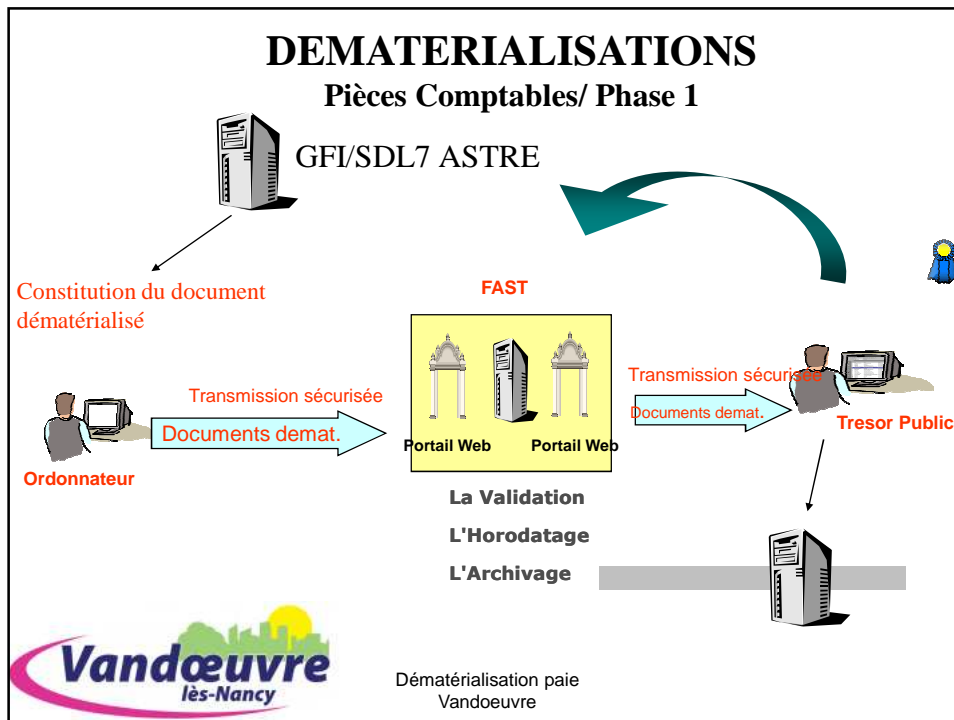 DEMATERIALISATIONS
Pièces Comptables/ Phase 1
GFI/SDL7 ASTRE
Constitution du document
dématérialisé
FAST
Transmission sécurisée
Documents demat.
Ordonnateur
Portail Web
Portail Web
Transmission sécurisée
Documents demat.
Tresor Public
La Validation
L'Horodatage
L'Archivage
Vandœuvre
lès-Nancy
Dématérialisation paie
Vandoeuvre